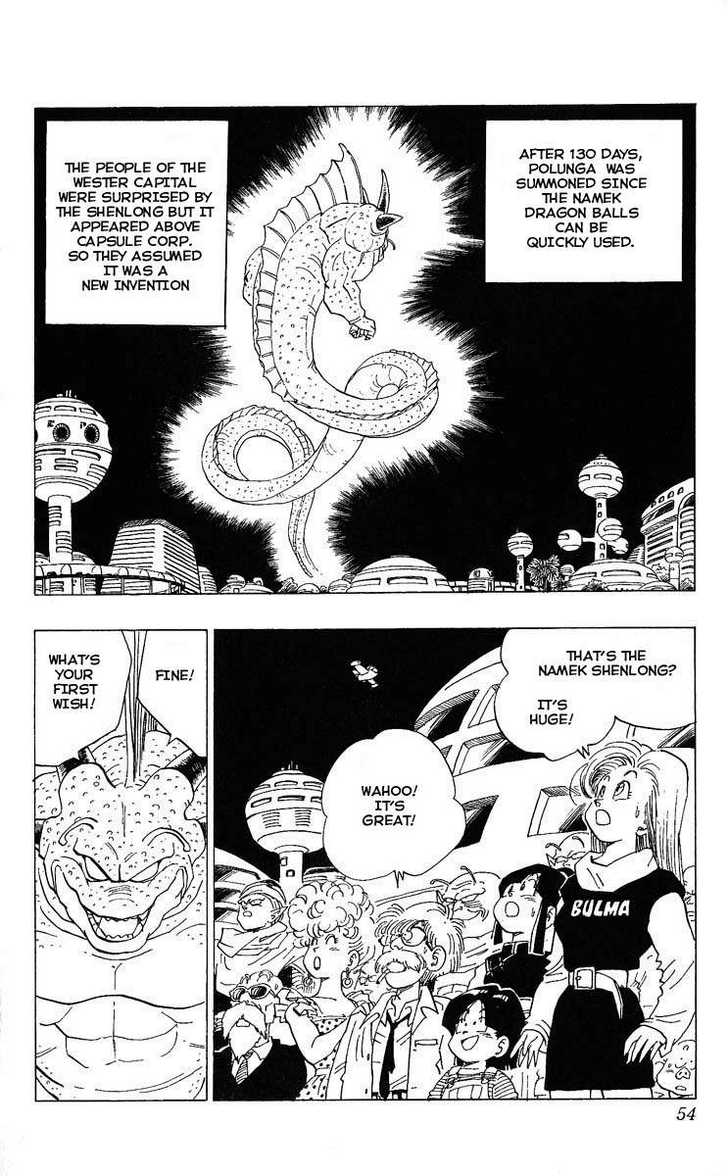 THE PEOPLE OF THE
WESTER CAPITAL
WERE SURPRISED BY
THE SHENLONG BUT IT
APPEARED ABOVE
CAPSULE CORP.
SO THEY ASSUMED
IT WAS A
NEW INVENTION
AFTER 130 DAYS,
POLUNGA WAS
SUMMONED SINCE
THE NAMEK
DRAGON BALLS
CAN BE
QUICKLY USED.
WHAT'S
YOUR
FIRST
WISH!
FINE!
THAT'S THE
NAMEK SHENLONG?
IT'S
HUGE!
WAHOO!
IT'S
GREAT!
BULMA
54